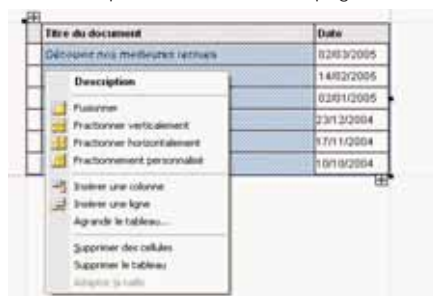 Titre du document Date
Découvrir nos meilleures recettes 02/03/2005
14/02/2005
02/01/2005
23/12/2004
17/11/2004
10/10/2004
Description
Fusionner
Fractionner verticalement
Fractionner horizontalement
Fractionnement personnalisé
Insérer une colonne
Insérer une ligne
Agrandir le tableau...
Supprimer des cellules
Supprimer le tableau
Adapter la taille